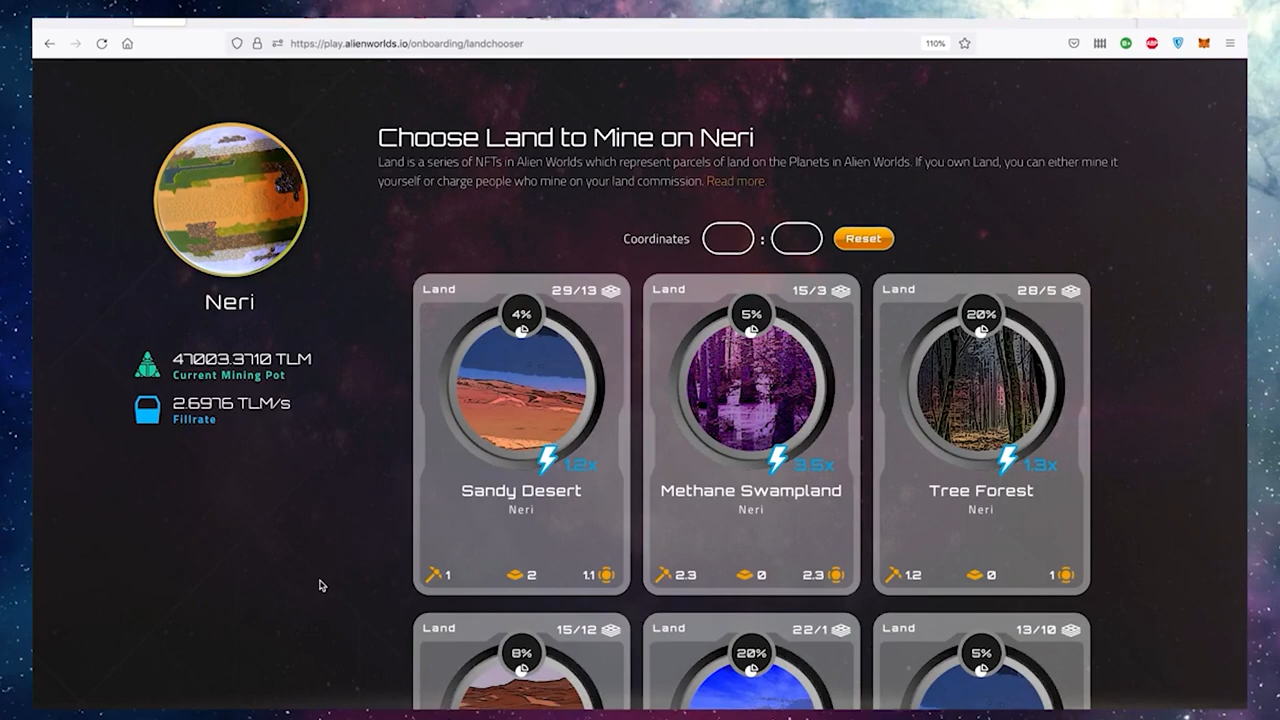 https://play.alienworlds.io/onboarding/landchooser
110%
Choose Land to Mine on Neri
Land is a series of NFTs in Alien Worlds which represent parcels of land on the Planets in Alien Worlds. If you own Land, you can either mine it
yourself or charge people who mine on your land commission. Read more.
Neri
47003.3710 TLM
Current Mining Pot
2.6976 TLM/s
Fillrate
Coordinates : Reset
Land 29/13
4%
1.2x
Sandy Desert
Neri
1 2 1.1
Land 15/3
5%
3.5x
Methane Swampland
Neri
2.3 0 2.3
Land 28/5
20%
1.3x
Tree Forest
Neri
1.2 0 1
Land 15/12
8%
Land 22/1
20%
Land 13/10
5%